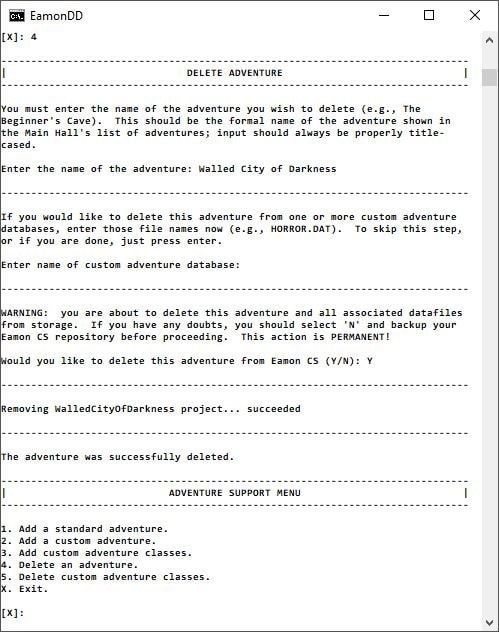 EamonDD
[X]: 4
--------------------------------------------------------------------------------
| DELETE ADVENTURE |
--------------------------------------------------------------------------------
You must enter the name of the adventure you wish to delete (e.g., The
Beginner's Cave).  This should be the formal name of the adventure shown in
the Main Hall's list of adventures; input should always be properly title-
cased.
Enter the name of the adventure: Walled City of Darkness
--------------------------------------------------------------------------------
If you would like to delete this adventure from one or more custom adventure
databases, enter those file names now (e.g., HORROR.DAT).  To skip this step,
or if you are done, just press enter.
Enter name of custom adventure database:
--------------------------------------------------------------------------------
WARNING:  you are about to delete this adventure and all associated datafiles
from storage.  If you have any doubts, you should select 'N' and backup your
Eamon CS repository before proceeding.  This action is PERMANENT!
Would you like to delete this adventure from Eamon CS (Y/N): Y
--------------------------------------------------------------------------------
Removing WalledCityOfDarkness project... succeeded
--------------------------------------------------------------------------------
The adventure was successfully deleted.
--------------------------------------------------------------------------------
| ADVENTURE SUPPORT MENU |
--------------------------------------------------------------------------------
1. Add a standard adventure.
2. Add a custom adventure.
3. Add custom adventure classes.
4. Delete an adventure.
5. Delete custom adventure classes.
X. Exit.
[X]: